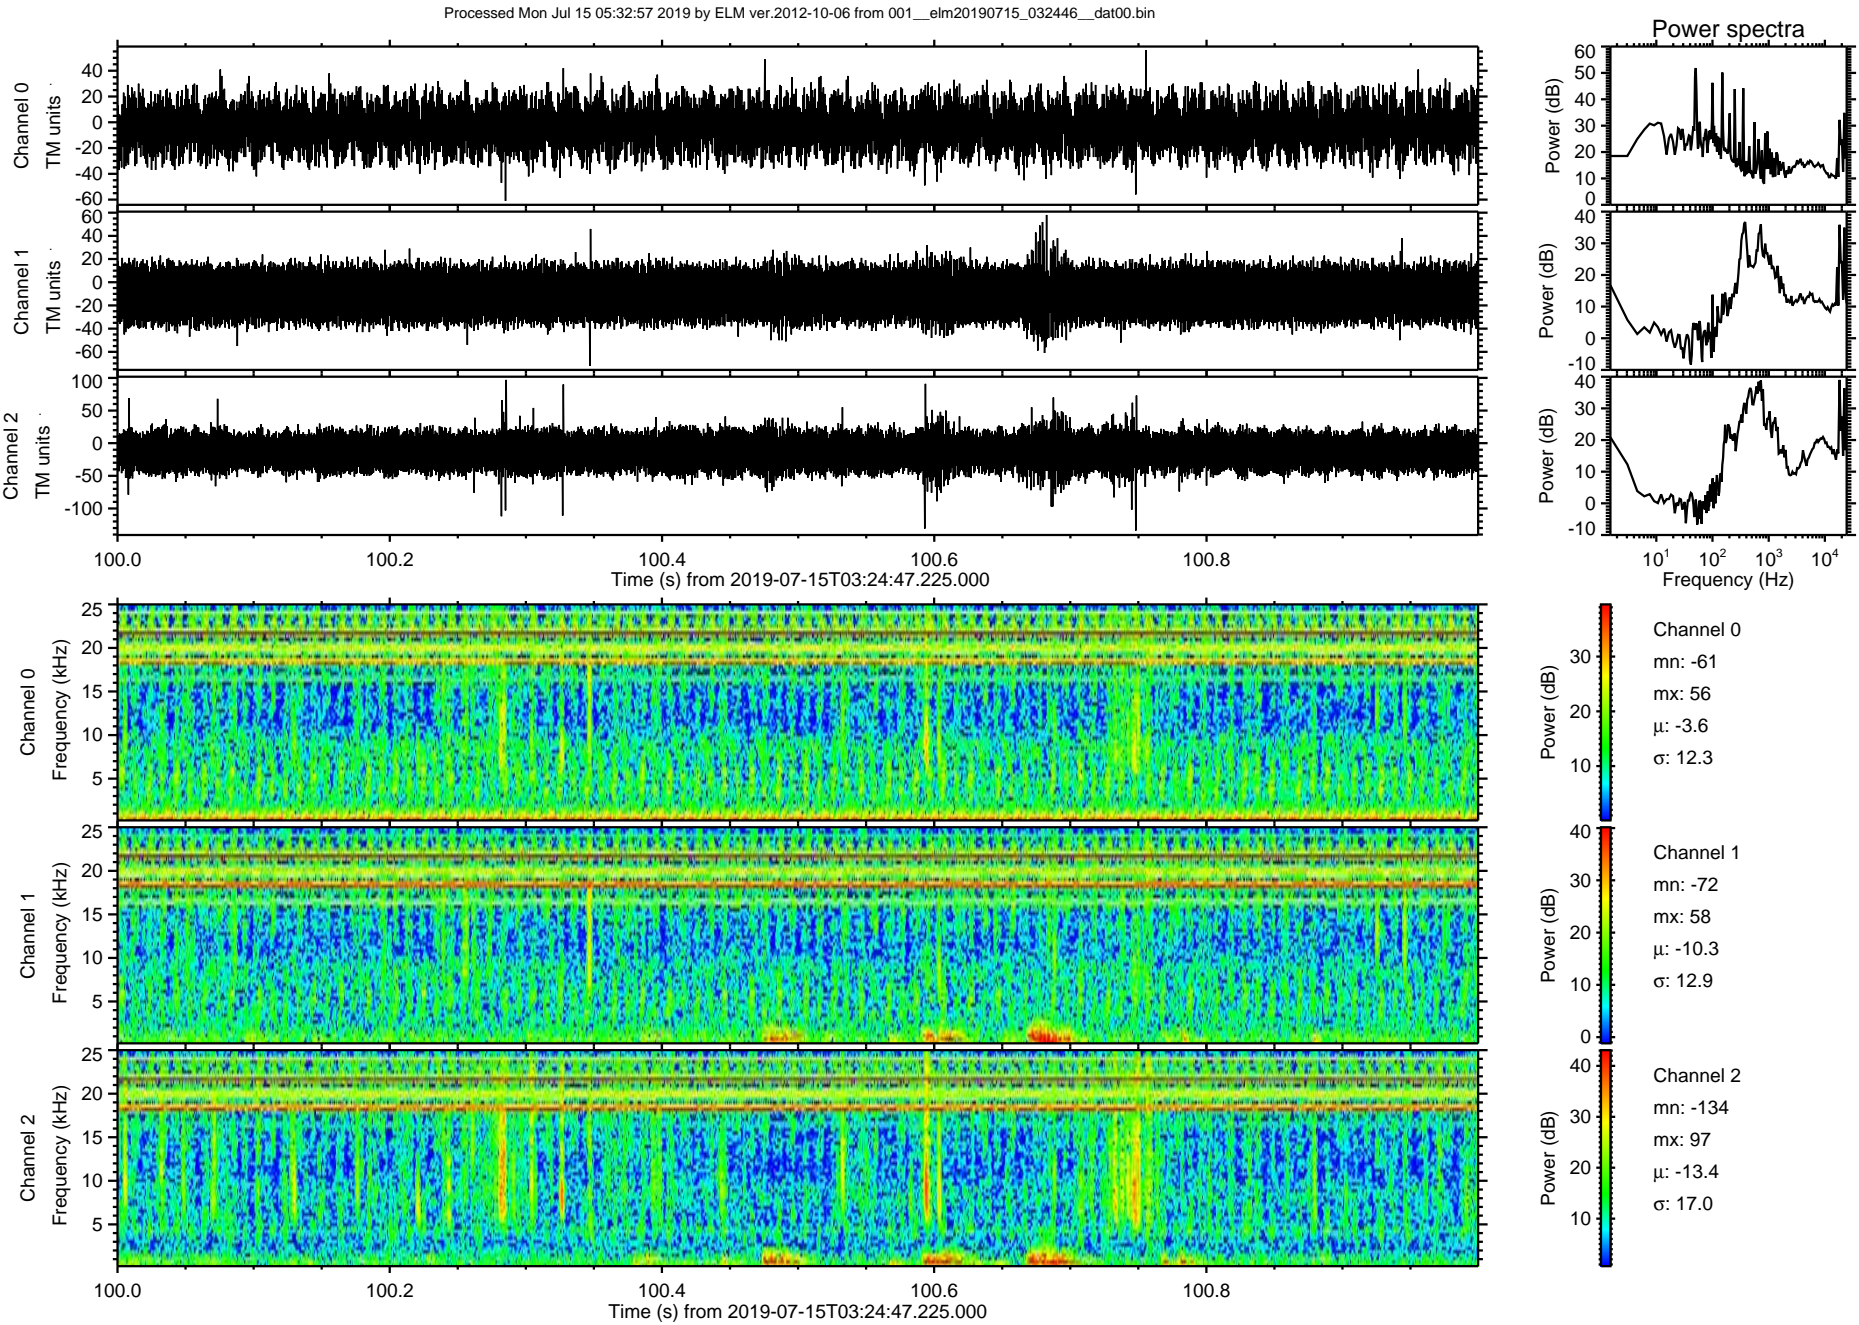 Processed Mon Jul 15 05:32:57 2019 by ELM ver.2012-10-06 from 001__elm20190715_032446__dat00.bin
Power spectra
Channel 0
TM units
40
20
0
-20
-40
-60
Power (dB)
60
50
40
30
20
10
0
Channel 1
TM units
60
40
20
0
-20
-40
-60
Power (dB)
40
30
20
10
0
-10
Channel 2
TM units
100
50
0
-50
-100
Power (dB)
40
30
20
10
0
-10
100.0 100.2 100.4 100.6 100.8
Time (s) from 2019-07-15T03:24:47.225.000
10^1 10^2 10^3 10^4
Frequency (Hz)
Channel 0
Frequency (kHz)
25
20
15
10
5
Power (dB)
30
20
10
Channel 0
mn: -61
mx: 56
μ: -3.6
σ: 12.3
Channel 1
Frequency (kHz)
25
20
15
10
5
Power (dB)
40
30
20
10
0
Channel 1
mn: -72
mx: 58
μ: -10.3
σ: 12.9
Channel 2
Frequency (kHz)
25
20
15
10
5
Power (dB)
40
30
20
10
Channel 2
mn: -134
mx: 97
μ: -13.4
σ: 17.0
100.0 100.2 100.4 100.6 100.8
Time (s) from 2019-07-15T03:24:47.225.000